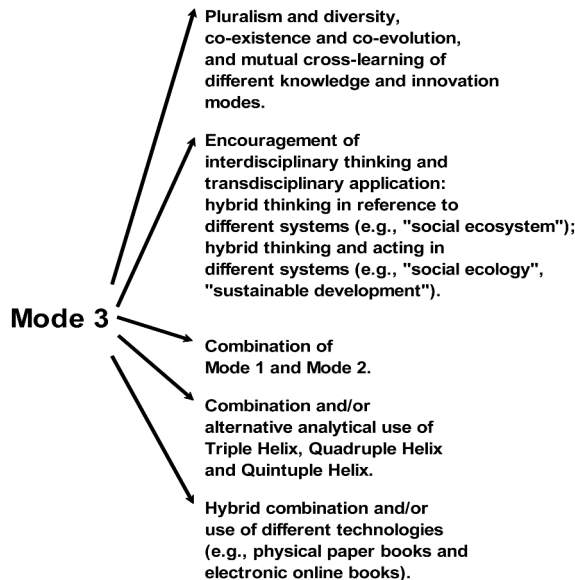 Pluralism and diversity,
co-existence and co-evolution,
and mutual cross-learning of
different knowledge and innovation
modes.
Encouragement of
interdisciplinary thinking and
transdisciplinary application:
hybrid thinking in reference to
different systems (e.g., "social ecosystem");
hybrid thinking and acting in
different systems (e.g., "social ecology",
"sustainable development").
Mode 3
Combination of
Mode 1 and Mode 2.
Combination and/or
alternative analytical use of
Triple Helix, Quadruple Helix
and Quintuple Helix.
Hybrid combination and/or
use of different technologies
(e.g., physical paper books and
electronic online books).